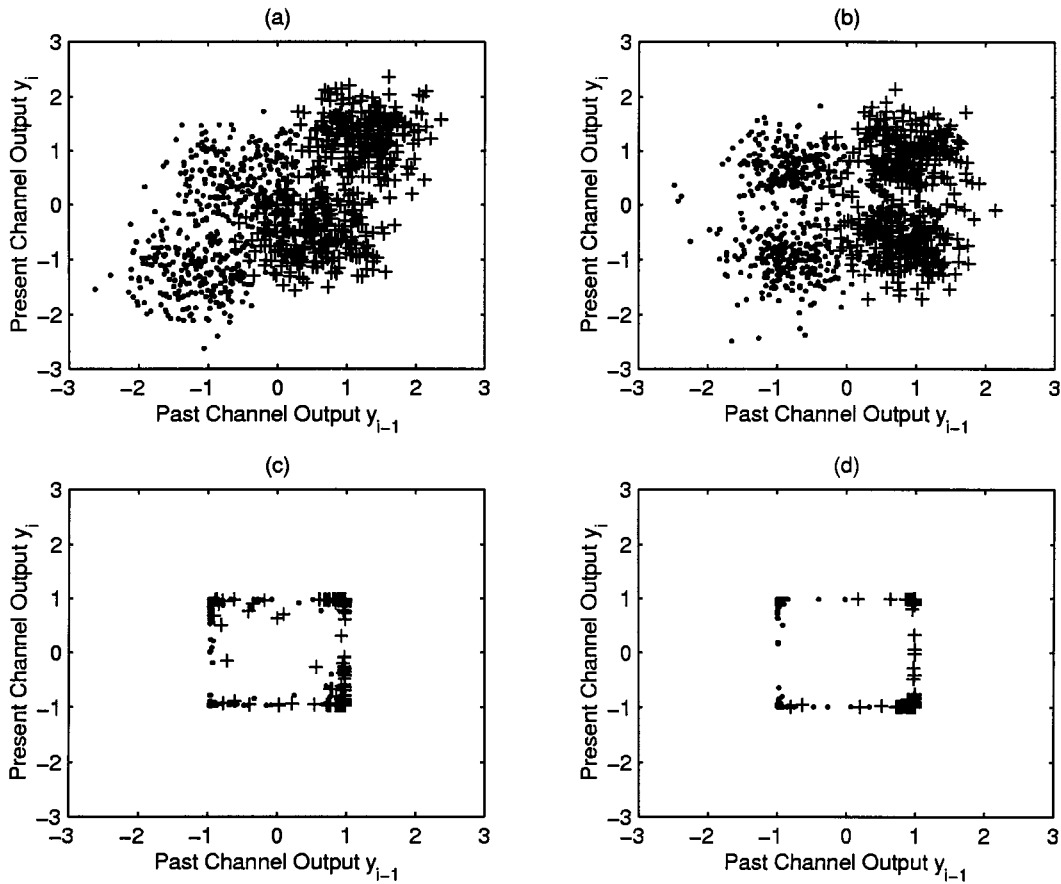 (a)
3
2
1
0
−1
−2
−3
−3 −2 −1 0 1 2 3
Present Channel Output y_i
Past Channel Output y_{i−1}
(b)
3
2
1
0
−1
−2
−3
−3 −2 −1 0 1 2 3
Present Channel Output y_i
Past Channel Output y_{i−1}
(c)
3
2
1
0
−1
−2
−3
−3 −2 −1 0 1 2 3
Present Channel Output y_i
Past Channel Output y_{i−1}
(d)
3
2
1
0
−1
−2
−3
−3 −2 −1 0 1 2 3
Present Channel Output y_i
Past Channel Output y_{i−1}